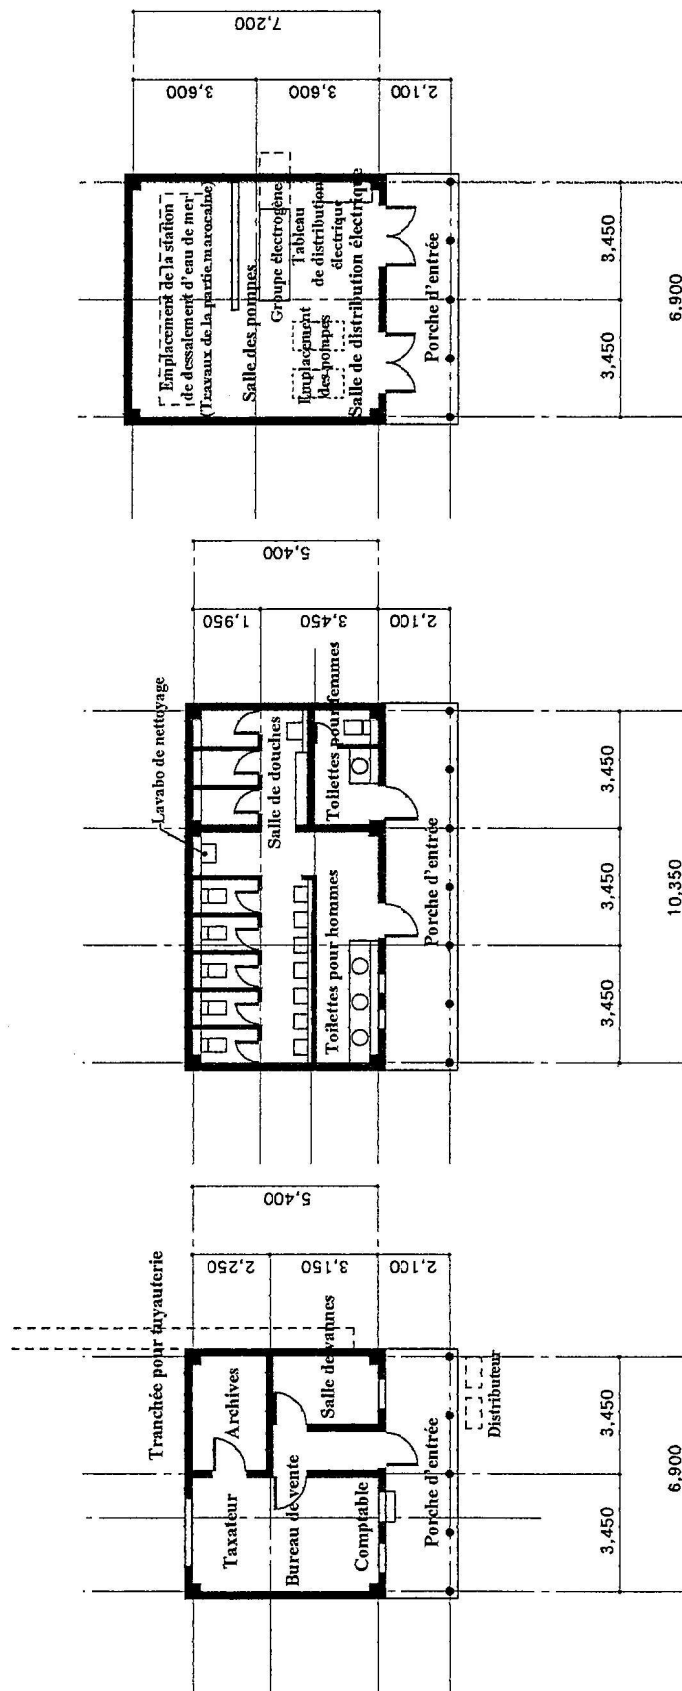 7,200
3,600
3,600
2,100
Emplacement de la station
de dessalement d'eau de mer
(Travaux de la partie marocaine)
Salle des pompes
Groupe électrogène
Tableau
de distribution
électrique
Emplacement
des pompes
Salle de distribution électrique
Porche d'entrée
3,450
3,450
6,900
5,400
1,950
3,450
2,100
Lavabo de nettoyage
Salle de douches
Toilettes pour femmes
Toilettes pour hommes
Porche d'entrée
3,450
3,450
3,450
10,350
5,400
2,250
3,150
2,100
Tranchée pour tuyauterie
Archives
Salle de vannes
Taxateur
Bureau de vente
Comptable
Porche d'entrée
Distributeur
3,450
3,450
6,900